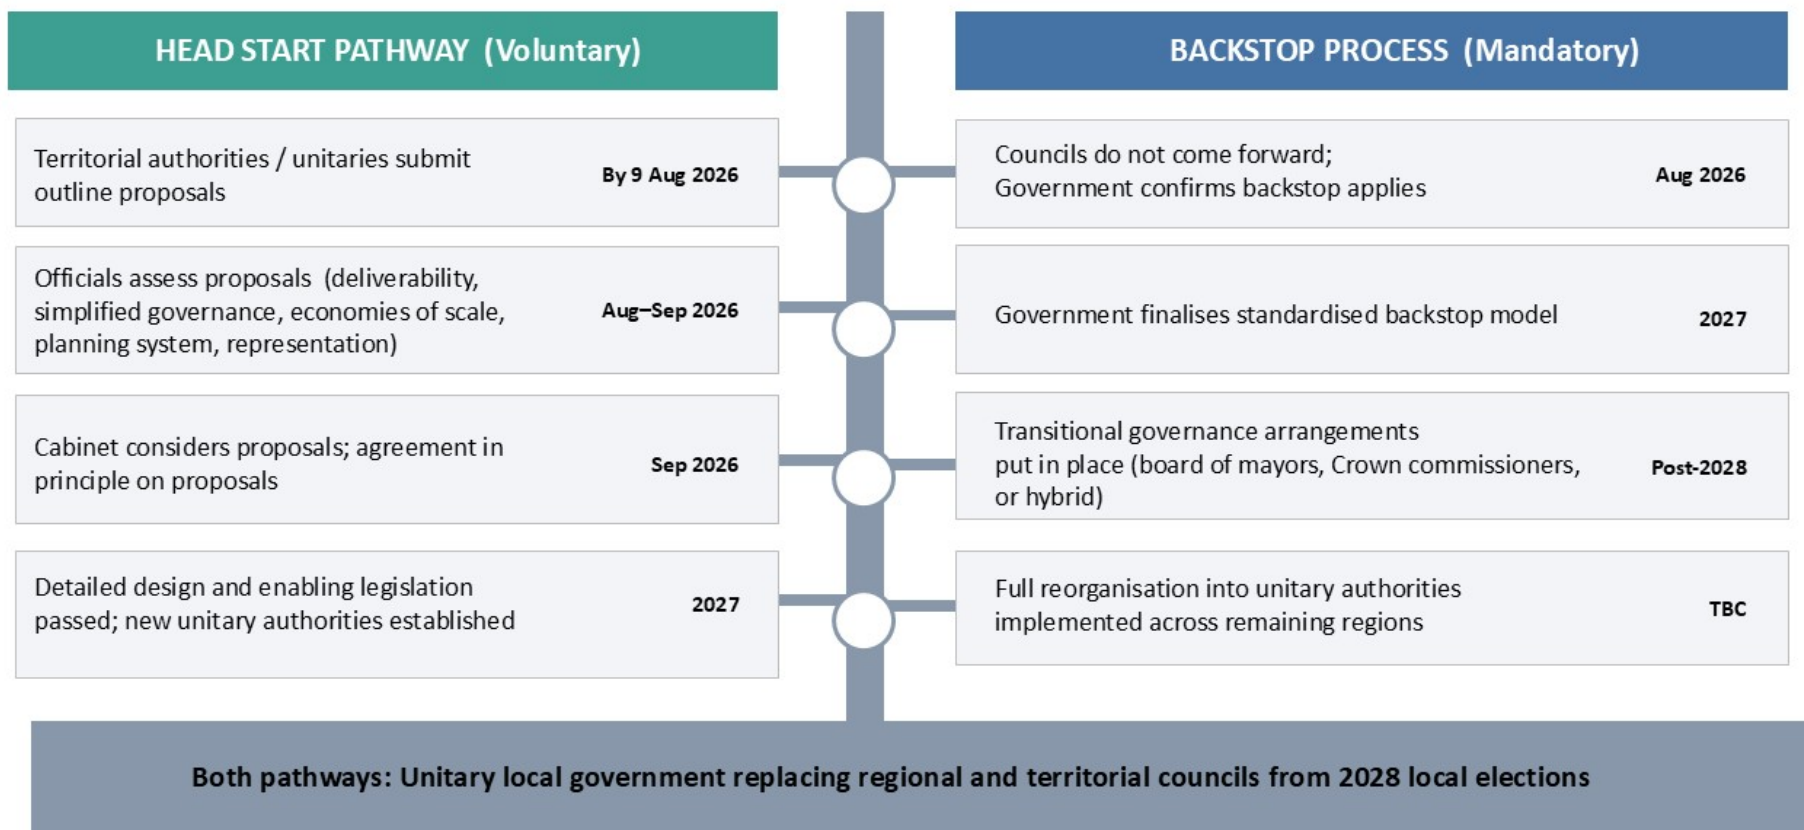 HEAD START PATHWAY (Voluntary)
Territorial authorities / unitaries submit
outline proposals
By 9 Aug 2026
Officials assess proposals (deliverability,
simplified governance, economies of scale,
planning system, representation)
Aug–Sep 2026
Cabinet considers proposals; agreement in
principle on proposals
Sep 2026
Detailed design and enabling legislation
passed; new unitary authorities established
2027
BACKSTOP PROCESS (Mandatory)
Councils do not come forward;
Government confirms backstop applies
Aug 2026
Government finalises standardised backstop model
2027
Transitional governance arrangements
put in place (board of mayors, Crown commissioners,
or hybrid)
Post-2028
Full reorganisation into unitary authorities
implemented across remaining regions
TBC
Both pathways: Unitary local government replacing regional and territorial councils from 2028 local elections